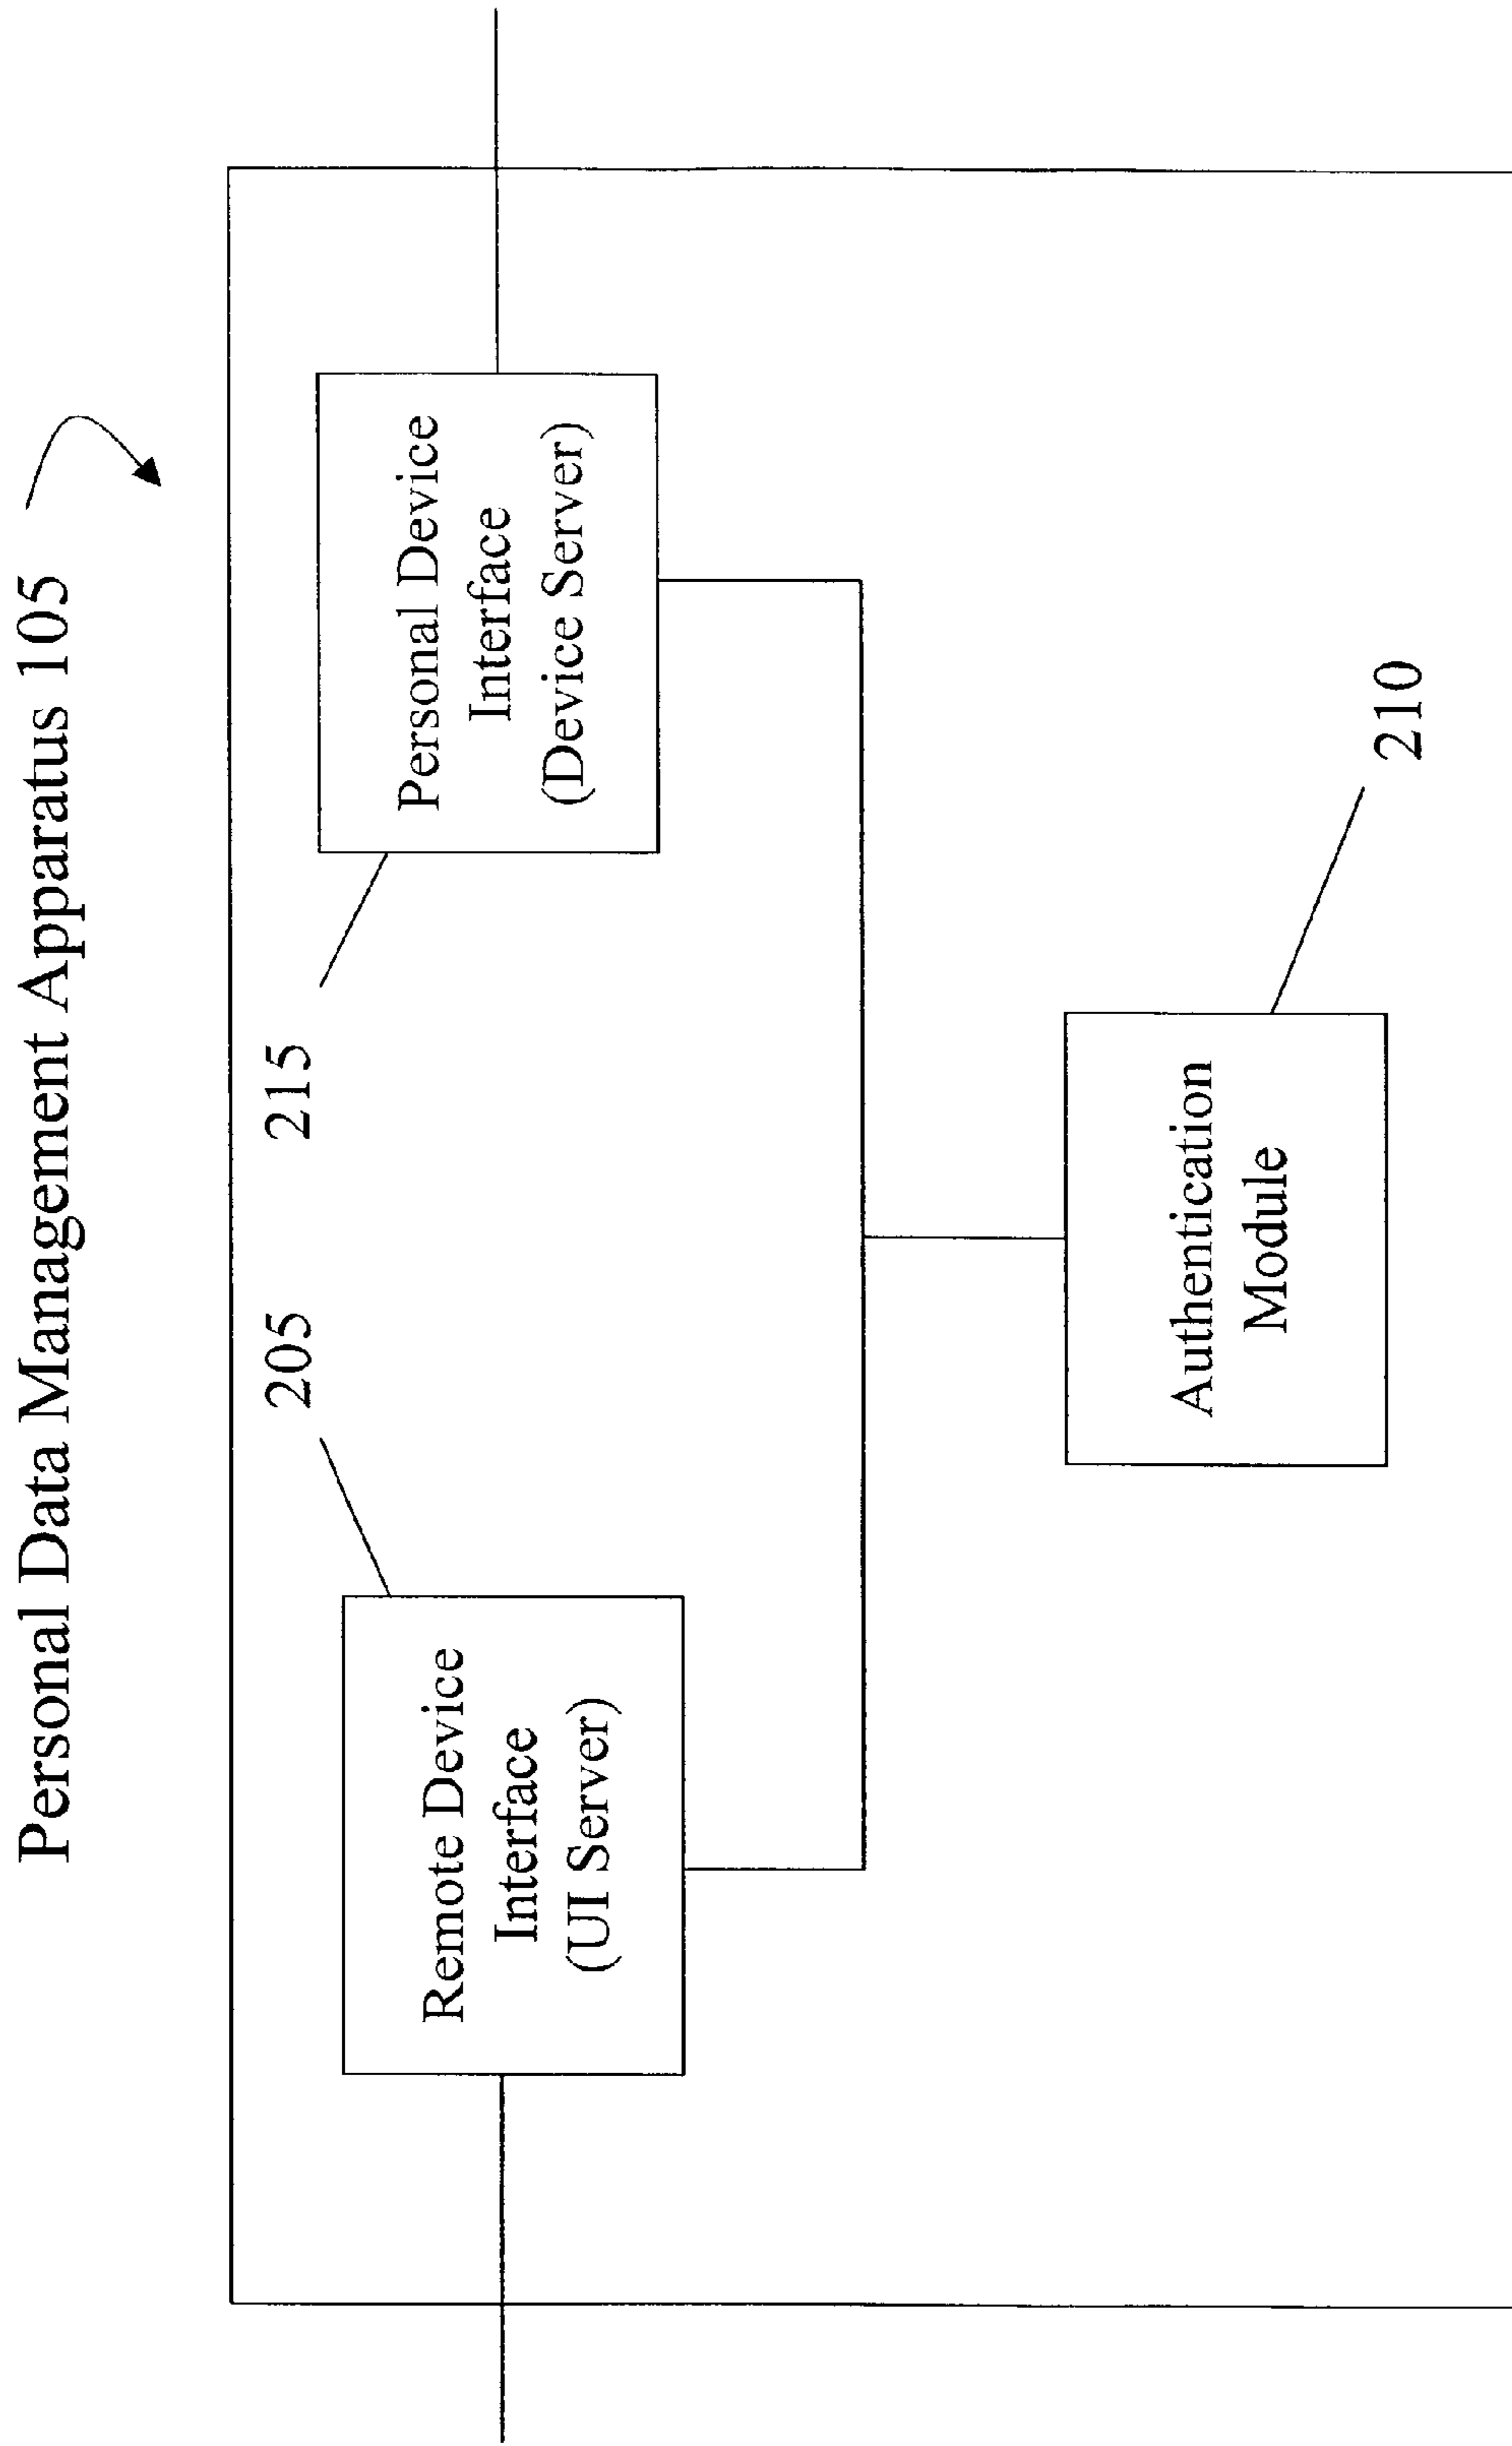 Personal Data Management Apparatus 105
205
215
Remote Device
Interface
(UI Server)
Personal Device
Interface
(Device Server)
Authentication
Module
210